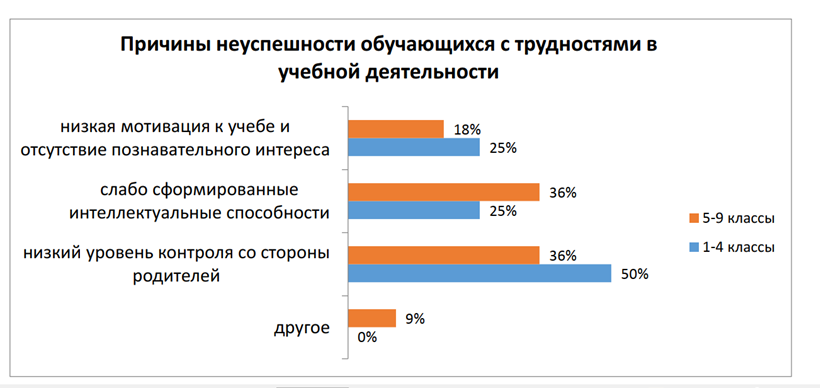 Причины неуспешности обучающихся с трудностями в
учебной деятельности
низкая мотивация к учебе и
отсутствие познавательного интереса
18%
25%
слабо сформированные
интеллектуальные способности
36%
25%
низкий уровень контроля со стороны
родителей
36%
50%
другое
9%
0%
5-9 классы
1-4 классы